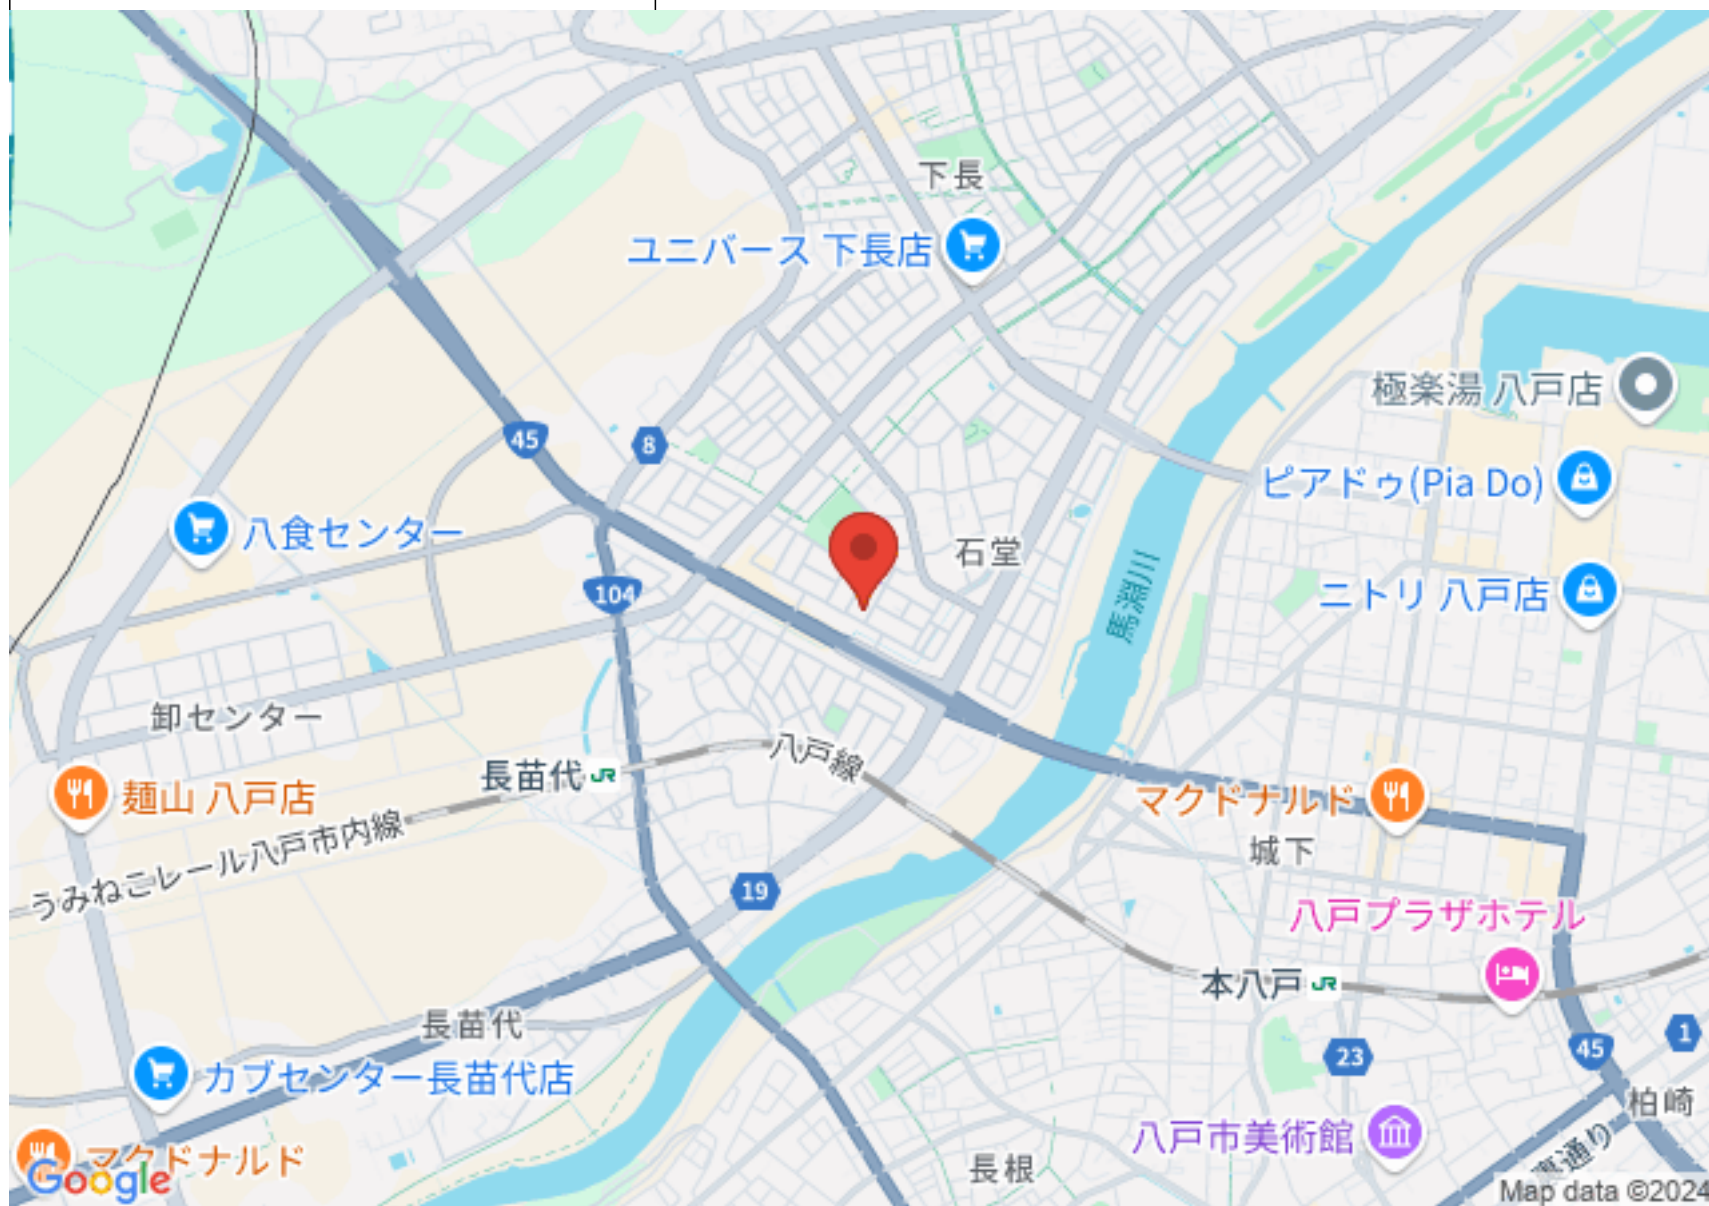 下長
ユニバース 下長店
極楽湯 八戸店
45
8
ピアドゥ(Pia Do)
八食センター
石堂
馬淵川
104
ニトリ 八戸店
卸センター
八戸線
長苗代
JR
麺山 八戸店
マクドナルド
うみねこレール八戸市内線
城下
19
八戸プラザホテル
本八戸
JR
長苗代
23
45
1
カブセンター長苗代店
柏崎
八戸市美術館
マクドナルド
長根
通り
Google
Map data ©2024